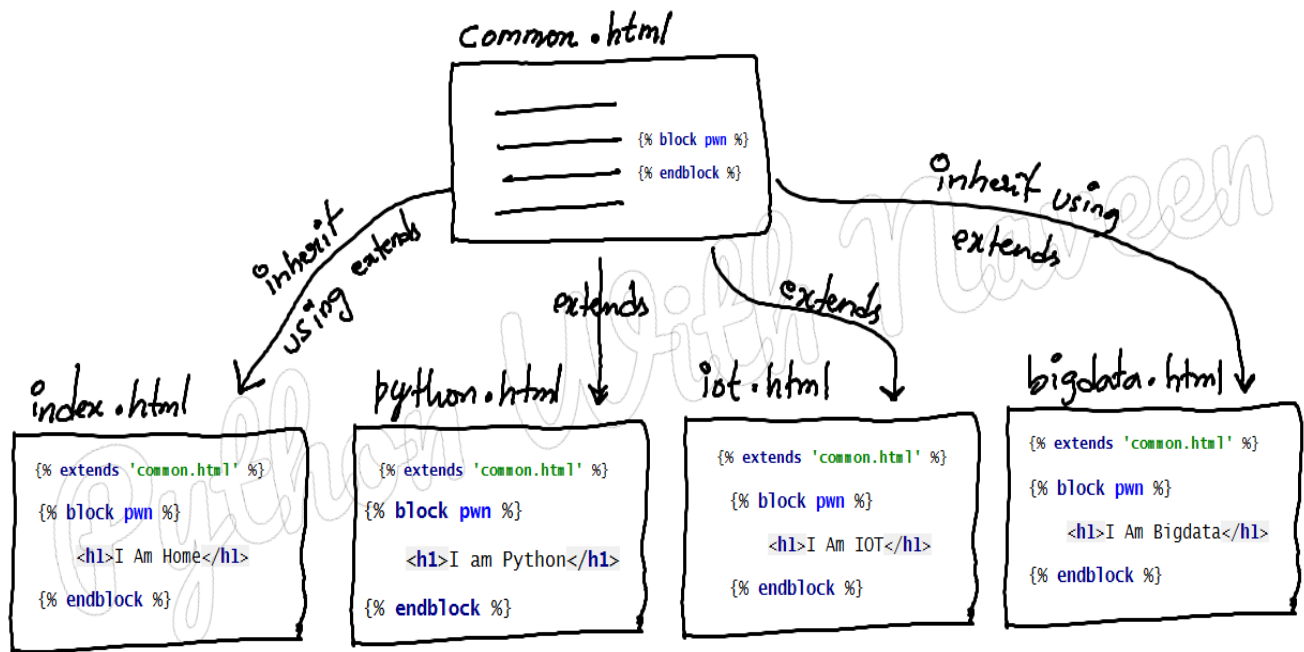 common.html
{% block pwn %}
{% endblock %}
inherit
using extends
extends
extends
inherit using
extends
index.html
{% extends 'common.html' %}
{% block pwn %}
<h1>I Am Home</h1>
{% endblock %}
python.html
{% extends 'common.html' %}
{% block pwn %}
<h1>I am Python</h1>
{% endblock %}
iot.html
{% extends 'common.html' %}
{% block pwn %}
<h1>I Am IOT</h1>
{% endblock %}
bigdata.html
{% extends 'common.html' %}
{% block pwn %}
<h1>I Am Bigdata</h1>
{% endblock %}
Python With Naveen